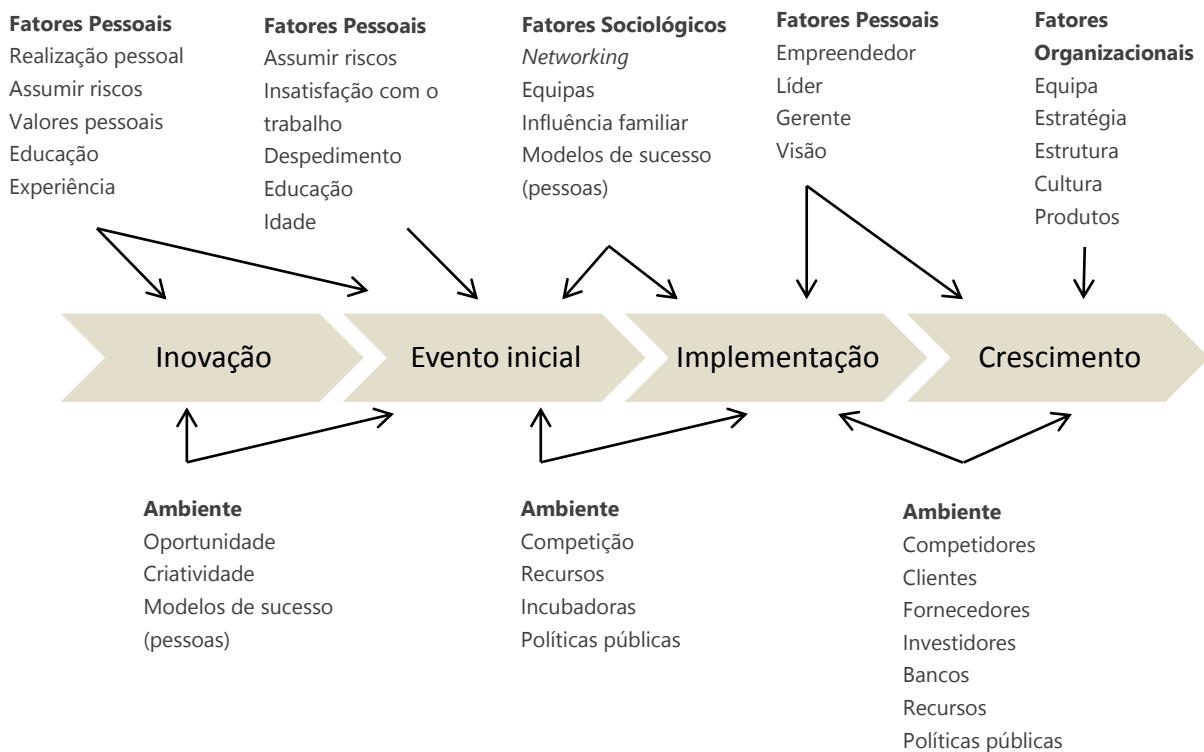 Fatores Pessoais
Realização pessoal
Assumir riscos
Valores pessoais
Educação
Experiência
Fatores Pessoais
Assumir riscos
Insatisfação com o
trabalho
Despedimento
Educação
Idade
Fatores Sociológicos
Networking
Equipas
Influência familiar
Modelos de sucesso
(pessoas)
Fatores Pessoais
Empreendedor
Líder
Gerente
Visão
Fatores
Organizacionais
Equipa
Estratégia
Estrutura
Cultura
Produtos
Inovação
Evento inicial
Implementação
Crescimento
Ambiente
Oportunidade
Criatividade
Modelos de sucesso
(pessoas)
Ambiente
Competição
Recursos
Incubadoras
Políticas públicas
Ambiente
Competidores
Clientes
Fornecedores
Investidores
Bancos
Recursos
Políticas públicas